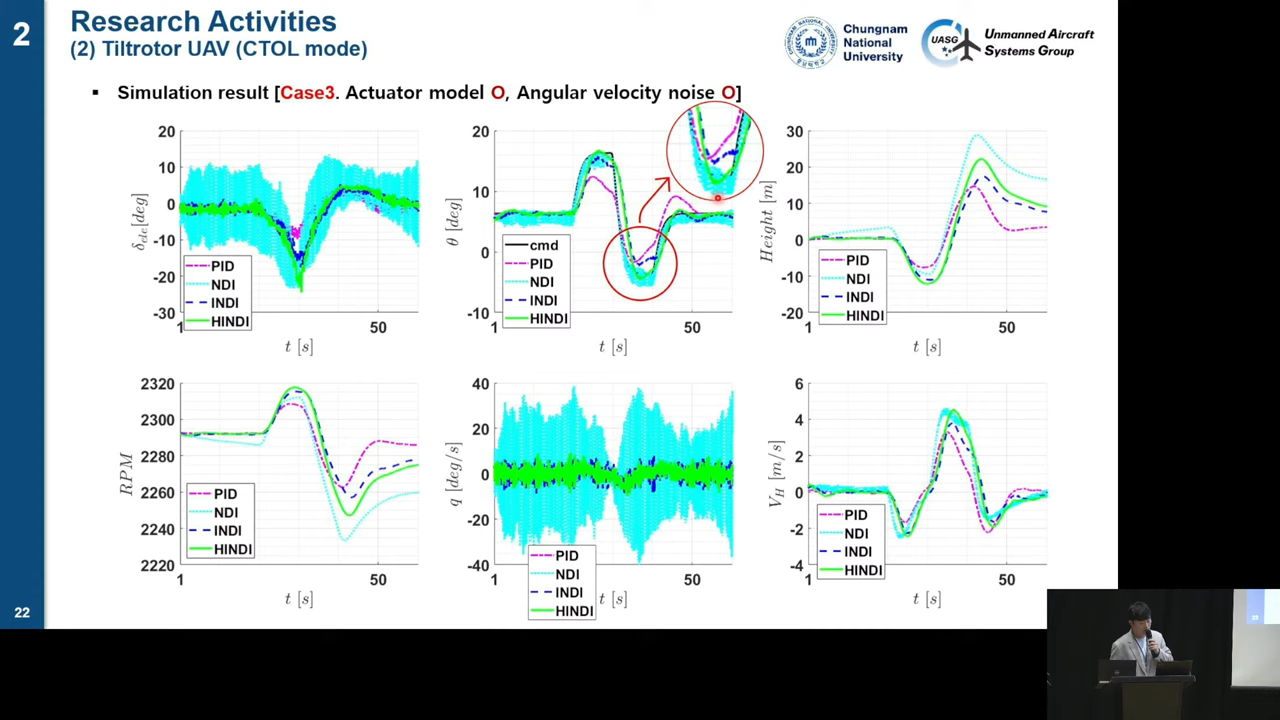 2
Research Activities
(2) Tiltrotor UAV (CTOL mode)
Chungnam
National
University
UASG
Unmanned Aircraft
Systems Group
▪ Simulation result [Case3. Actuator model O, Angular velocity noise O]
20
10
0
-10
-20
-30
δele[deg]
PID
NDI
INDI
HINDI
1
50
t [s]
20
10
0
-10
θ [deg]
cmd
PID
NDI
INDI
HINDI
1
50
t [s]
30
20
10
0
-10
-20
Height [m]
PID
NDI
INDI
HINDI
1
50
t [s]
2320
2300
2280
2260
2240
2220
RPM
PID
NDI
INDI
HINDI
1
50
t [s]
40
20
0
-20
-40
q [deg/s]
PID
NDI
INDI
HINDI
1
50
t [s]
6
4
2
0
-2
-4
VH [m/s]
PID
NDI
INDI
HINDI
1
50
t [s]
22